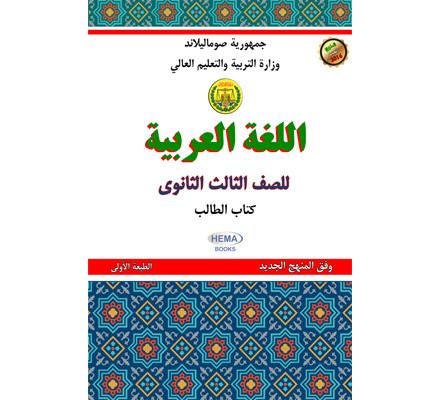 جمهورية صوماليلاند
وزارة التربية والتعليم العالي
اللغة العربية
للصف الثالث الثانوى
كتاب الطالب
HEMA
BOOKS
وفق المنهج الجديد
الطبعة الأولى